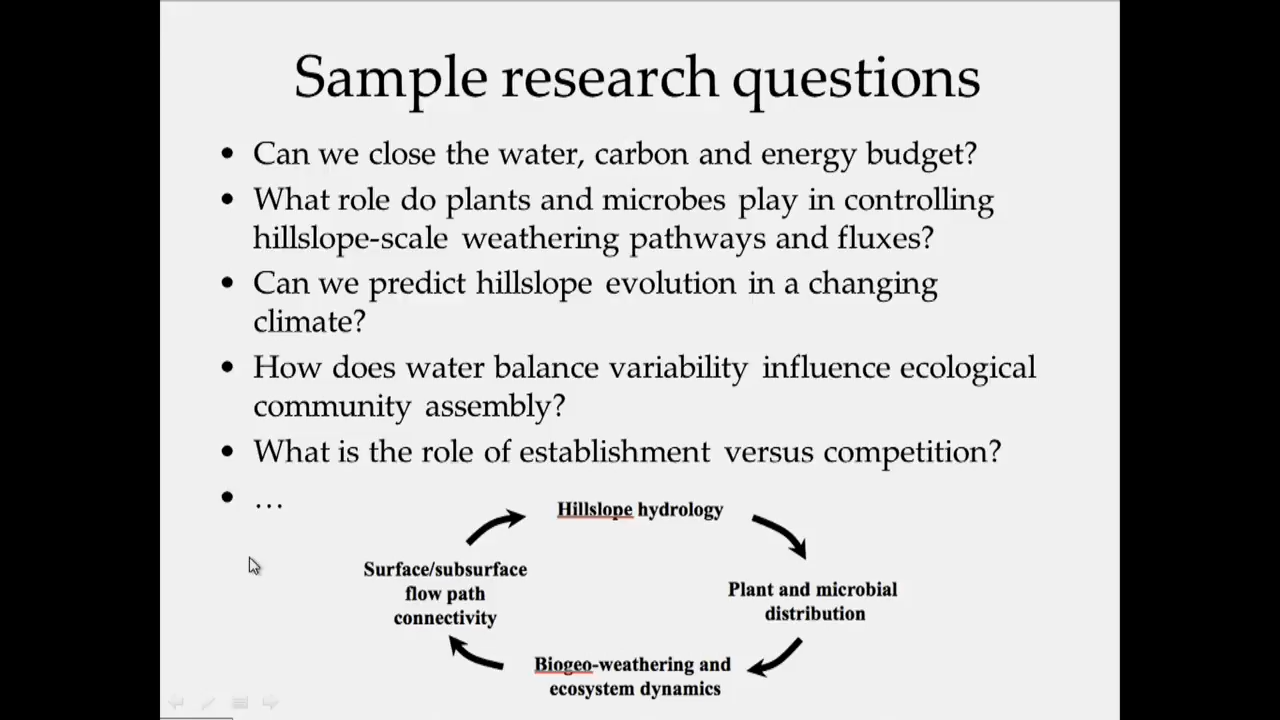 Sample research questions
• Can we close the water, carbon and energy budget?
• What role do plants and microbes play in controlling
hillslope-scale weathering pathways and fluxes?
• Can we predict hillslope evolution in a changing
climate?
• How does water balance variability influence ecological
community assembly?
• What is the role of establishment versus competition?
• …
Hillslope hydrology
Plant and microbial
distribution
Biogeo-weathering and
ecosystem dynamics
Surface/subsurface
flow path
connectivity